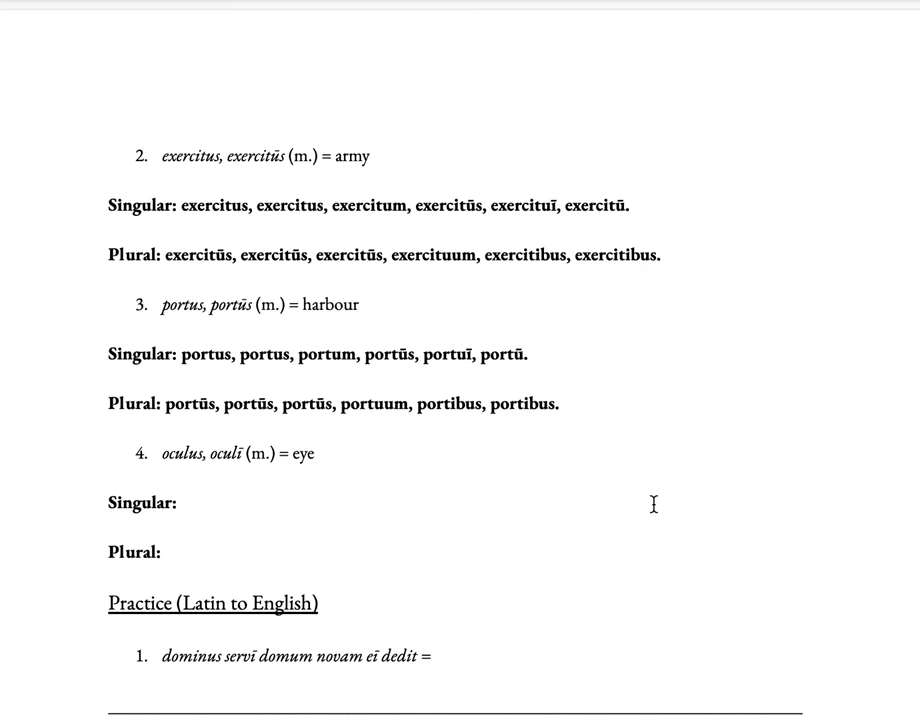 2. exercitus, exercitūs (m.) = army
Singular: exercitus, exercitus, exercitum, exercitūs, exercituī, exercitū.
Plural: exercitūs, exercitūs, exercitūs, exercituum, exercitibus, exercitibus.
3. portus, portūs (m.) = harbour
Singular: portus, portus, portum, portūs, portuī, portū.
Plural: portūs, portūs, portūs, portuum, portibus, portibus.
4. oculus, oculī (m.) = eye
Singular:
Plural:
Practice (Latin to English)
1. dominus servī domum novam eī dedit =